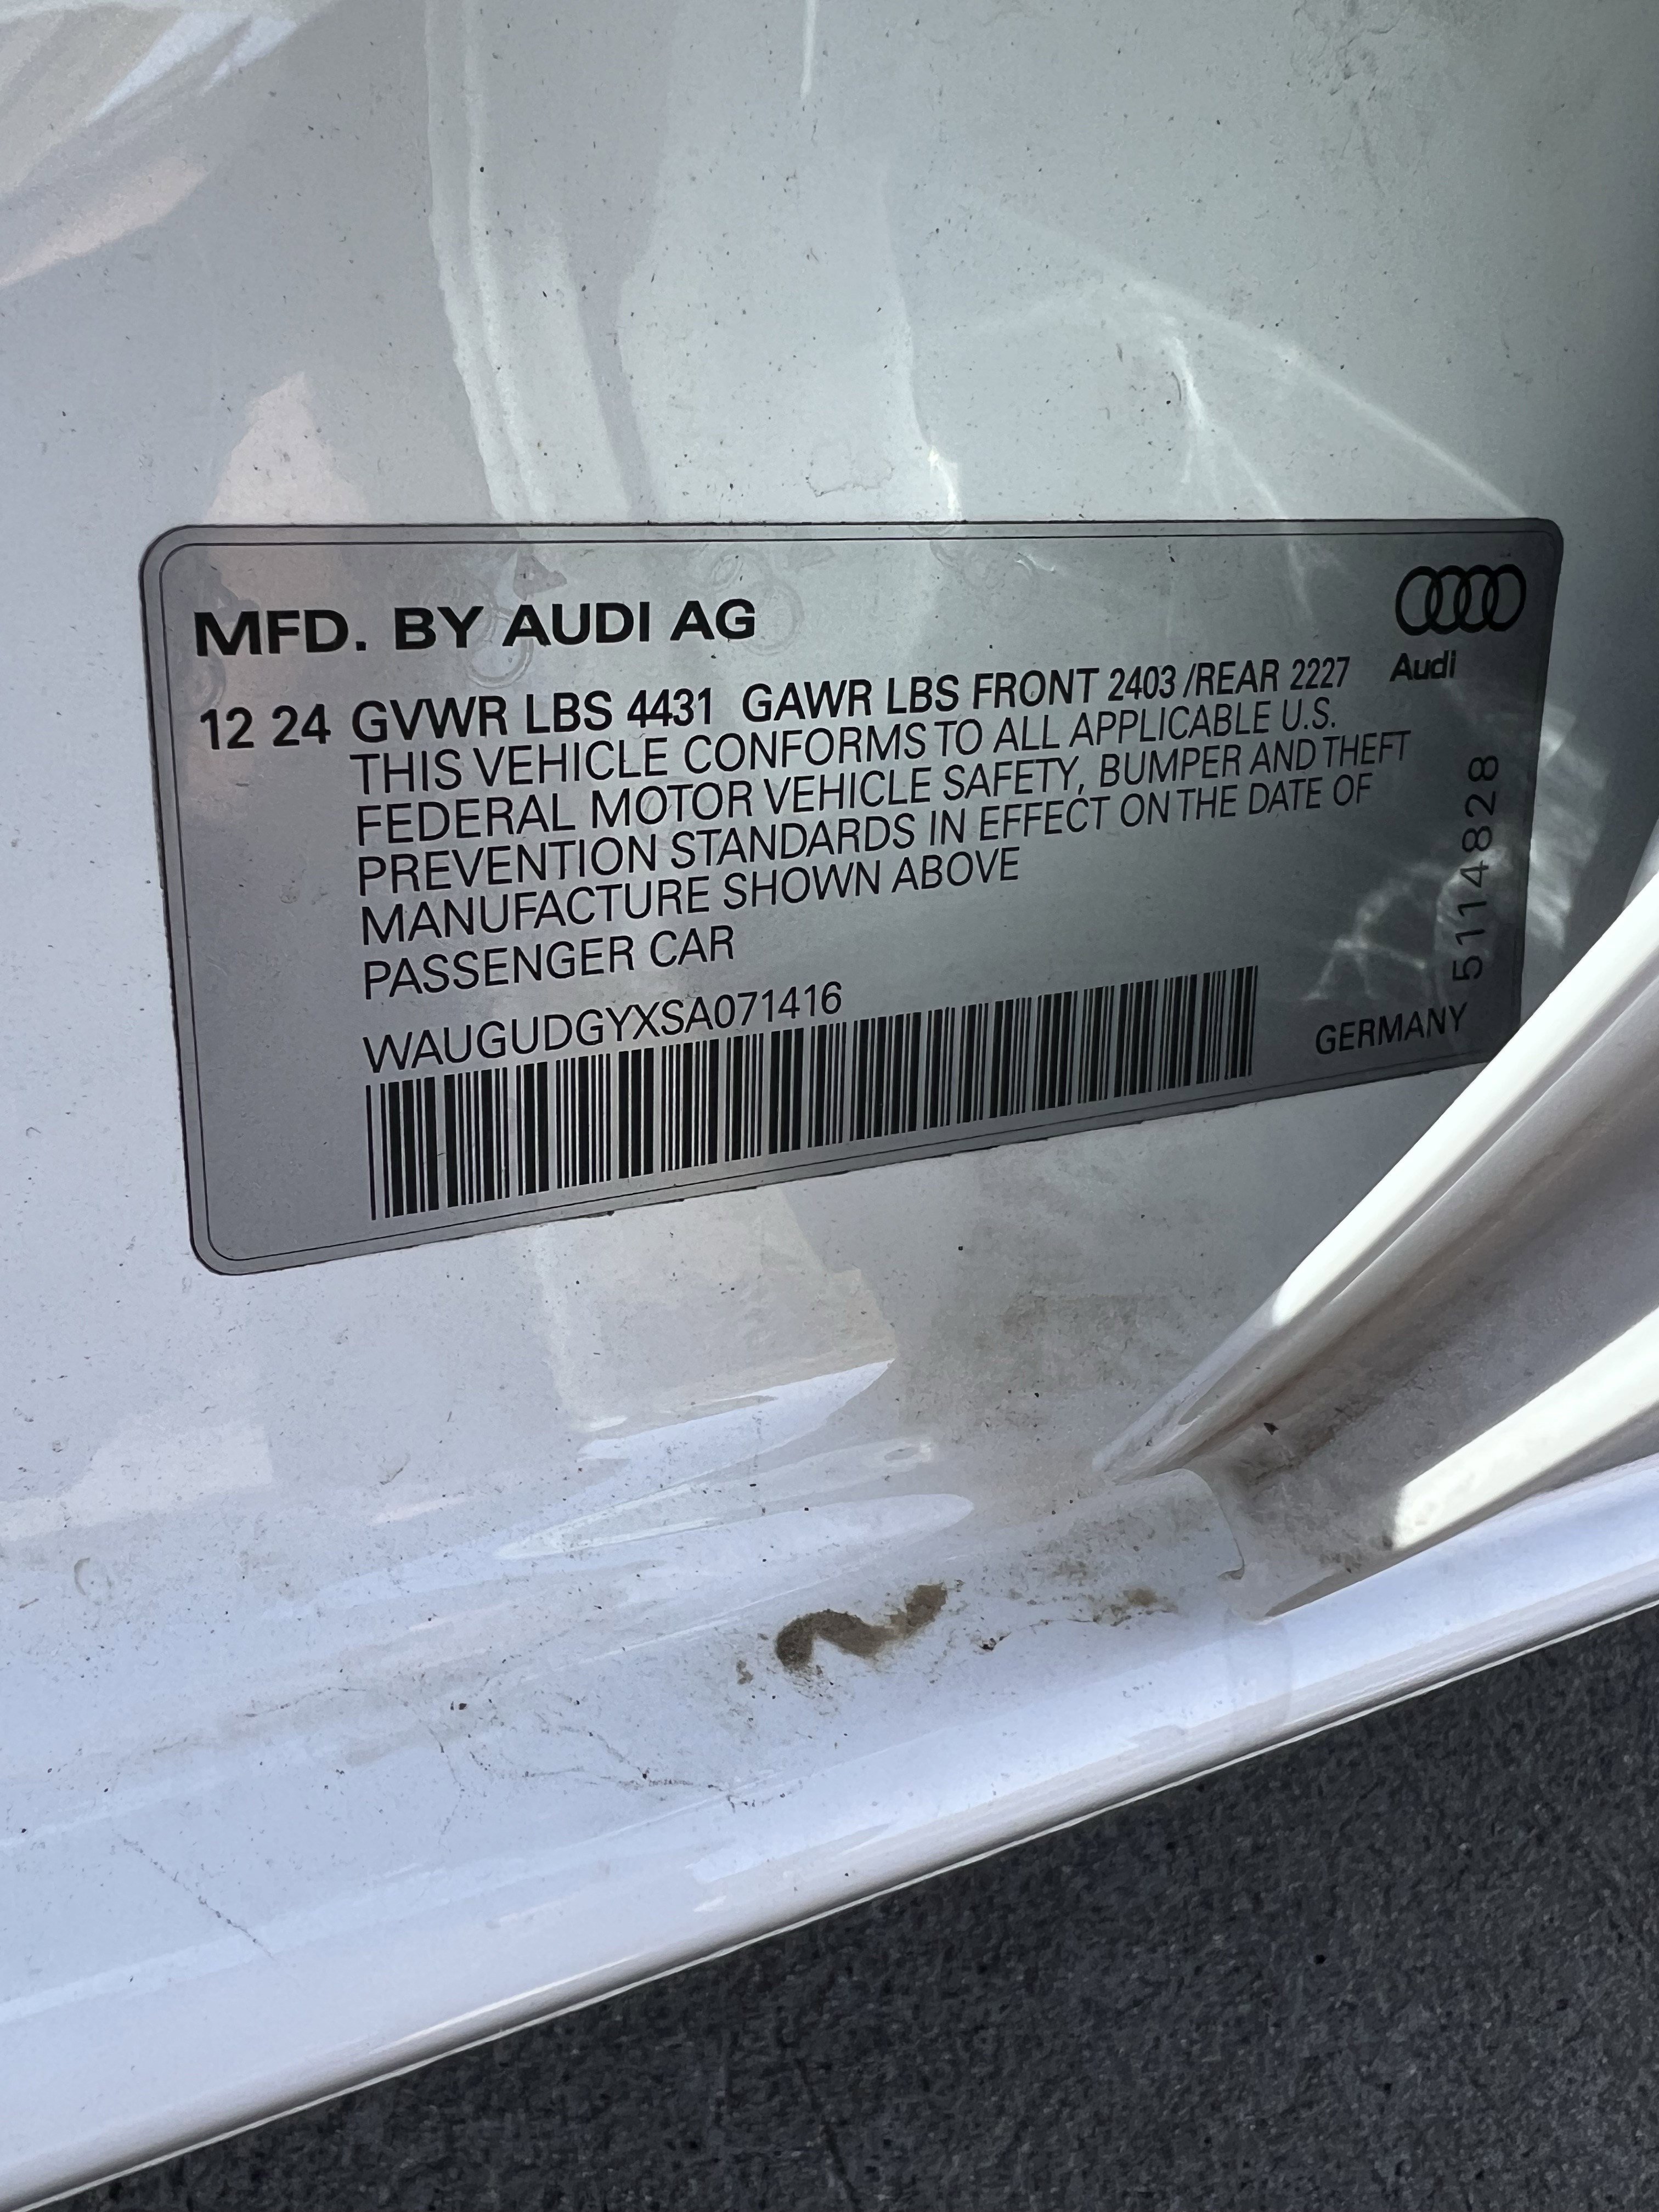 MFD. BY AUDI AG
Audi
12 24 GVWR LBS 4431 GAWR LBS FRONT 2403 /REAR 2227
THIS VEHICLE CONFORMS TO ALL APPLICABLE U.S.
FEDERAL MOTOR VEHICLE SAFETY, BUMPER AND THEFT
PREVENTION STANDARDS IN EFFECT ON THE DATE OF
MANUFACTURE SHOWN ABOVE
PASSENGER CAR
WAUGUDGYXSA071416
GERMANY
5114828